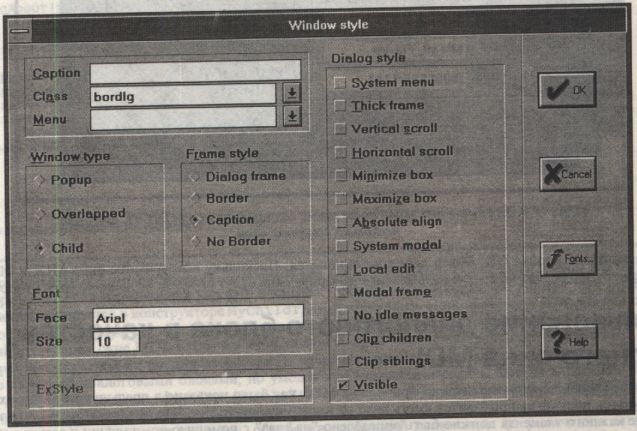 Window style
Caption
Class bordlg
Menu
Window type
Popup
Overlapped
Child
Frame style
Dialog frame
Border
Caption
No Border
Font
Face Arial
Size 10
ExStyle
Dialog style
System menu
Thick frame
Vertical scroll
Horizontal scroll
Minimize box
Maximize box
Absolute align
System modal
Local edit
Modal frame
No idle messages
Clip children
Clip siblings
Visible
OK
Cancel
Fonts...
Help